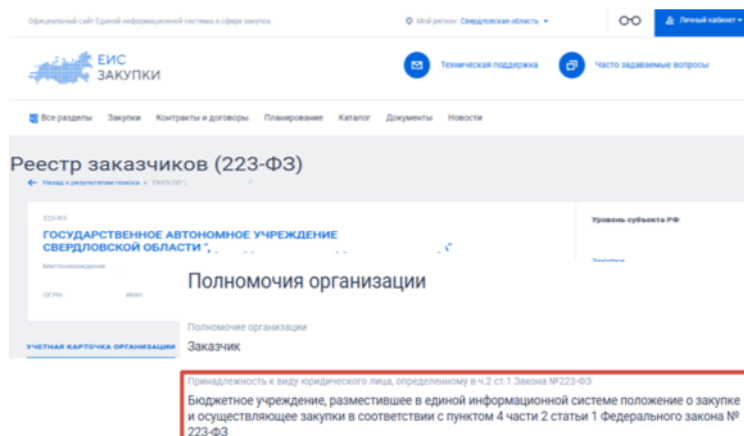 Официальный сайт Единой информационной системы в сфере закупок
Мой регион: Свердловская область
Личный кабинет
ЕИС
ЗАКУПКИ
Техническая поддержка
Часто задаваемые вопросы
Все разделы Закупки Контракты и договоры Планирование Каталог Документы Новости
Реестр заказчиков (223-ФЗ)
Назад к результатам поиска ГАУЗ СО "
223-ФЗ
ГОСУДАРСТВЕННОЕ АВТОНОМНОЕ УЧРЕЖДЕНИЕ
СВЕРДЛОВСКОЙ ОБЛАСТИ "
Местонахождение
ОГРН ИНН
Уровень субъекта РФ
Закупки
УЧЕТНАЯ КАРТОЧКА ОРГАНИЗАЦИИ
Полномочия организации
Полномочие организации
Заказчик
Принадлежность к виду юридического лица, определенному в ч.2 ст.1 Закона №223-ФЗ
Бюджетное учреждение, разместившее в единой информационной системе положение о закупке
и осуществляющее закупки в соответствии с пунктом 4 части 2 статьи 1 Федерального закона №
223-ФЗ